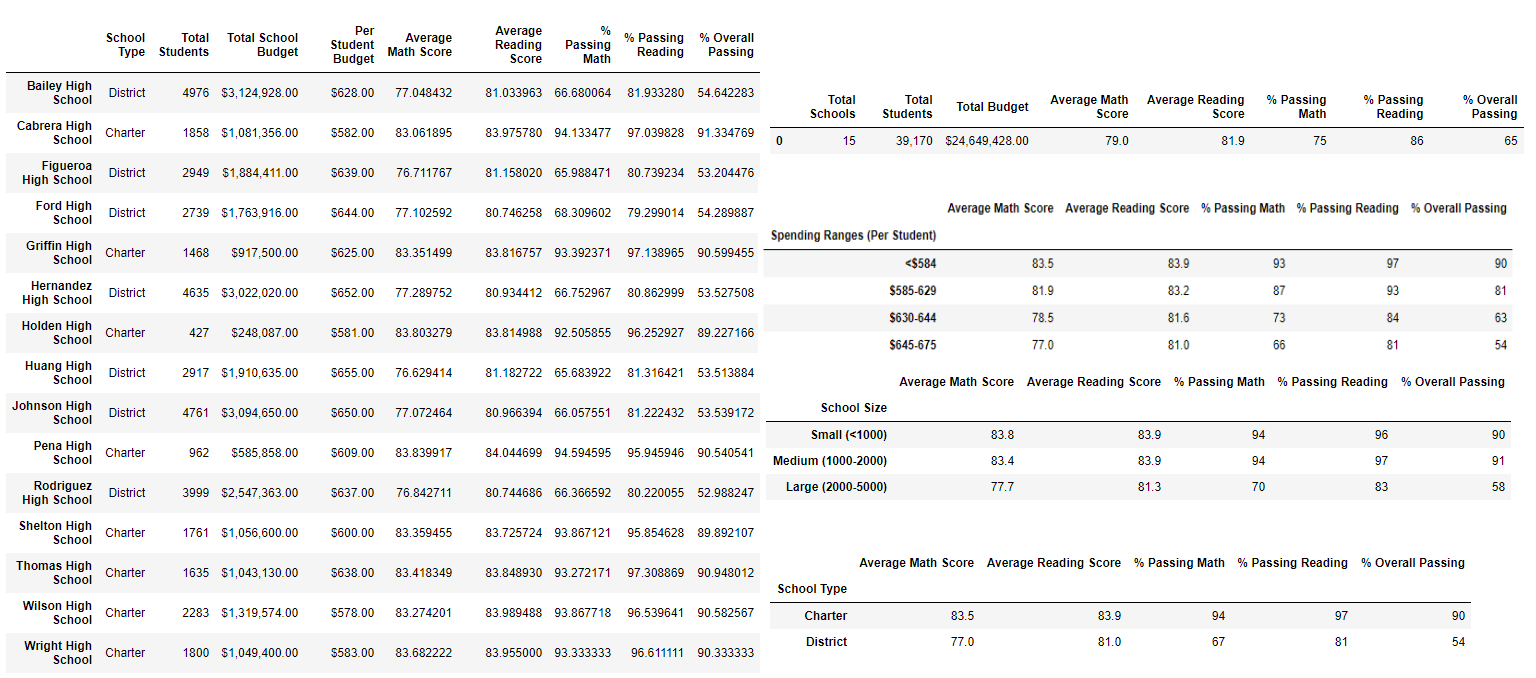 School Type Total Students Total School Budget Per Student Budget Average Math Score Average Reading Score % Passing Math % Passing Reading % Overall Passing
Bailey High School District 4976 $3,124,928.00 $628.00 77.048432 81.033963 66.680064 81.933280 54.642283
Cabrera High School Charter 1858 $1,081,356.00 $582.00 83.061895 83.975780 94.133477 97.039828 91.334769
Figueroa High School District 2949 $1,884,411.00 $639.00 76.711767 81.158020 65.988471 80.739234 53.204476
Ford High School District 2739 $1,763,916.00 $644.00 77.102592 80.746258 68.309602 79.299014 54.289887
Griffin High School Charter 1468 $917,500.00 $625.00 83.351499 83.816757 93.392371 97.138965 90.599455
Hernandez High School District 4635 $3,022,020.00 $652.00 77.289752 80.934412 66.752967 80.862999 53.527508
Holden High School Charter 427 $248,087.00 $581.00 83.803279 83.814988 92.505855 96.252927 89.227166
Huang High School District 2917 $1,910,635.00 $655.00 76.629414 81.182722 65.683922 81.316421 53.513884
Johnson High School District 4761 $3,094,650.00 $650.00 77.072464 80.966394 66.057551 81.222432 53.539172
Pena High School Charter 962 $585,858.00 $609.00 83.839917 84.044699 94.594595 95.945946 90.540541
Rodriguez High School District 3999 $2,547,363.00 $637.00 76.842711 80.744686 66.366592 80.220055 52.988247
Shelton High School Charter 1761 $1,056,600.00 $600.00 83.359455 83.725724 93.867121 95.854628 89.892107
Thomas High School Charter 1635 $1,043,130.00 $638.00 83.418349 83.848930 93.272171 97.308869 90.948012
Wilson High School Charter 2283 $1,319,574.00 $578.00 83.274201 83.989488 93.867718 96.539641 90.582567
Wright High School Charter 1800 $1,049,400.00 $583.00 83.682222 83.955000 93.333333 96.611111 90.333333
Total Schools Total Students Total Budget Average Math Score Average Reading Score % Passing Math % Passing Reading % Overall Passing
0 15 39,170 $24,649,428.00 79.0 81.9 75 86 65
Average Math Score Average Reading Score % Passing Math % Passing Reading % Overall Passing
Spending Ranges (Per Student)
<$584 83.5 83.9 93 97 90
$585-629 81.9 83.2 87 93 81
$630-644 78.5 81.6 73 84 63
$645-675 77.0 81.0 66 81 54
Average Math Score Average Reading Score % Passing Math % Passing Reading % Overall Passing
School Size
Small (<1000) 83.8 83.9 94 96 90
Medium (1000-2000) 83.4 83.9 94 97 91
Large (2000-5000) 77.7 81.3 70 83 58
Average Math Score Average Reading Score % Passing Math % Passing Reading % Overall Passing
School Type
Charter 83.5 83.9 94 97 90
District 77.0 81.0 67 81 54